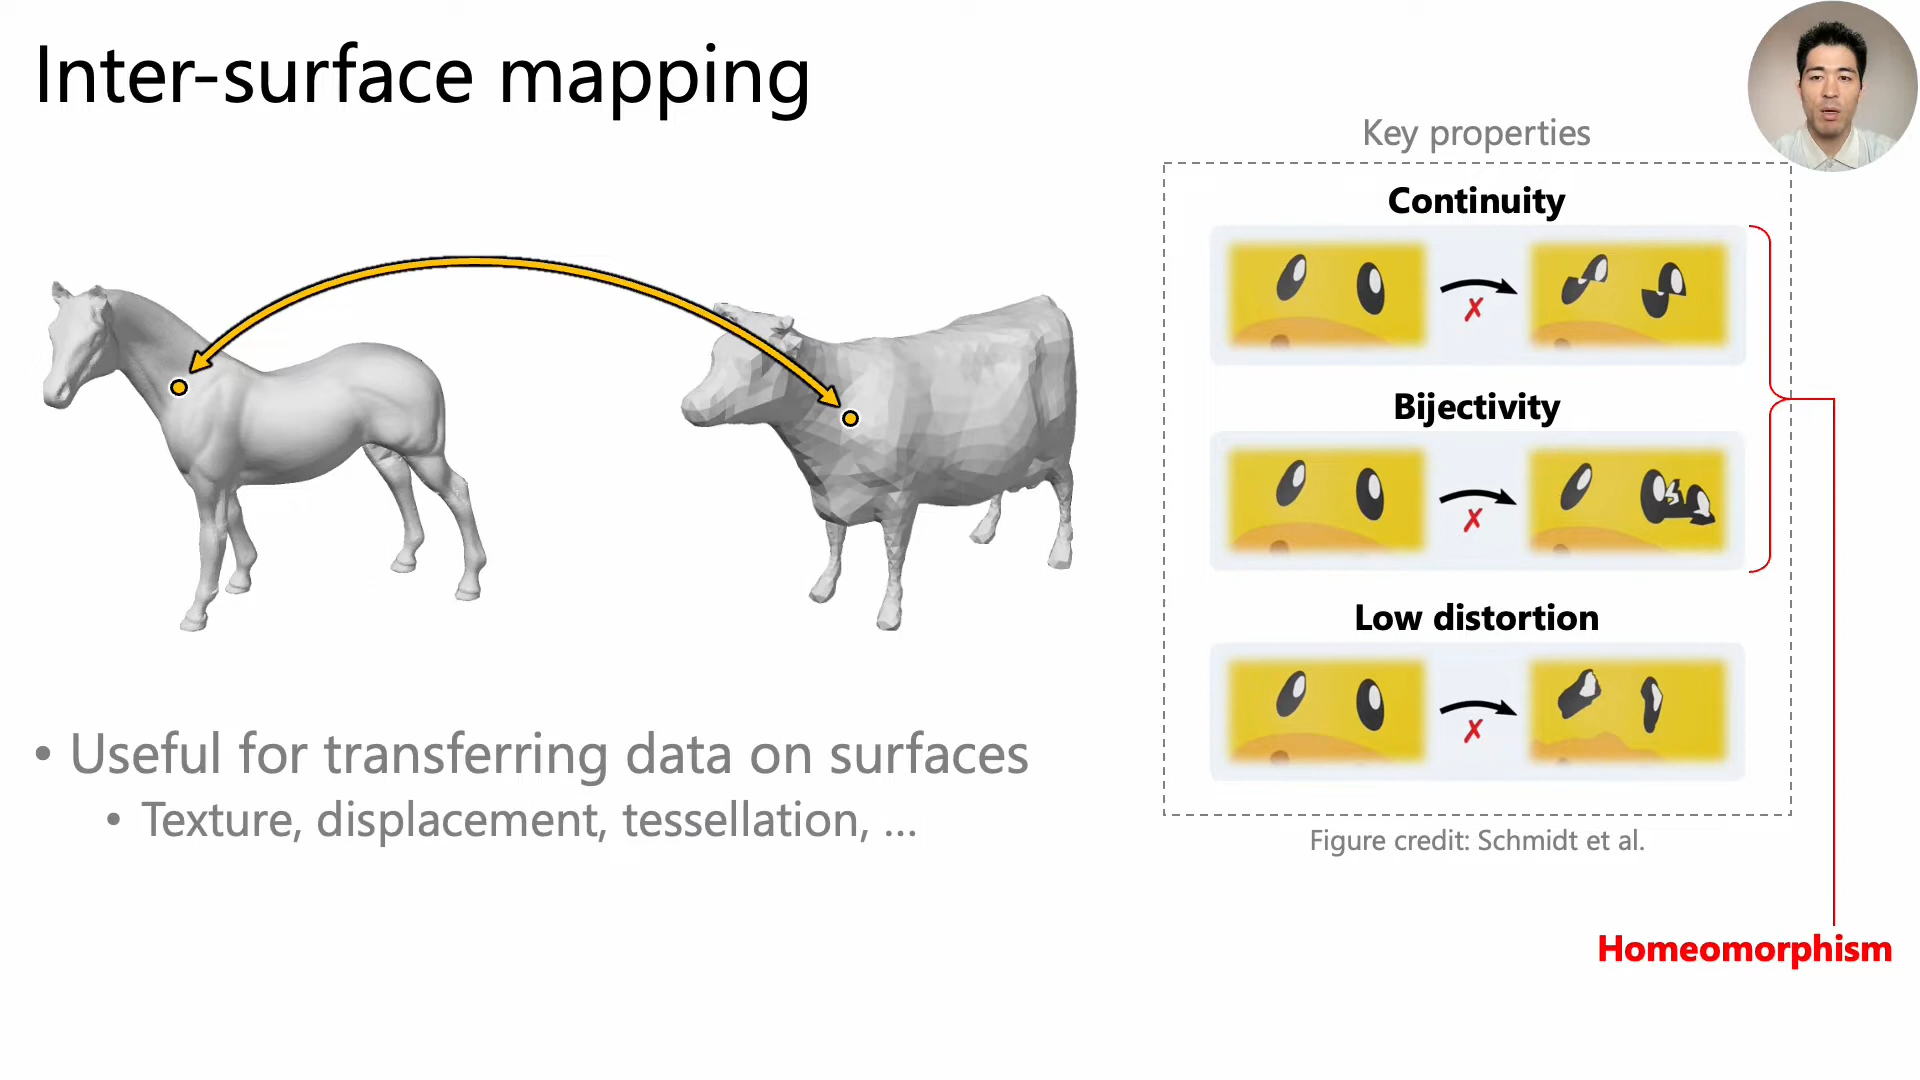 Inter-surface mapping
Key properties
Continuity
✗
Bijectivity
✗
Low distortion
✗
Figure credit: Schmidt et al.
• Useful for transferring data on surfaces
• Texture, displacement, tessellation, ...
Homeomorphism